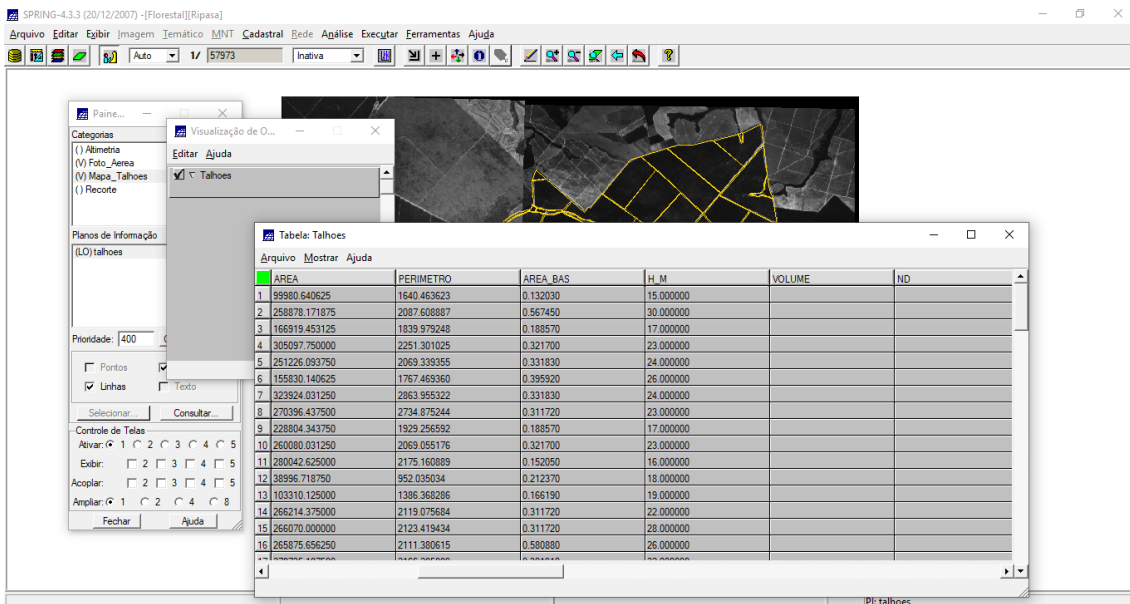 SPRING-4.3.3 (20/12/2007) -[Florestal][Ripasa]
Arquivo Editar Exibir Imagem Temático MNT Cadastral Rede Análise Executar Ferramentas Ajuda
Auto 1/ 57973 Inativa
Paine...
Categorias
( ) Altimetria
(V) Foto_Aerea
(V) Mapa_Talhoes
( ) Recorte
Planos de Informação
(LO) talhoes
Prioridade: 400
Pontos
Linhas Texto
Selecionar... Consultar...
Controle de Telas
Ativar: 1 2 3 4 5
Exibir: 2 3 4 5
Acoplar: 2 3 4 5
Ampliar: 1 2 4 8
Fechar Ajuda
Visualização de O...
Editar Ajuda
Talhoes
Tabela: Talhoes
Arquivo Mostrar Ajuda
AREA PERIMETRO AREA_BAS H_M VOLUME ND
1 99980.640625 1640.463623 0.132030 15.000000
2 258878.171875 2087.608887 0.567450 30.000000
3 166919.453125 1839.979248 0.188570 17.000000
4 305097.750000 2251.301025 0.321700 23.000000
5 251226.093750 2069.339355 0.331830 24.000000
6 155830.140625 1767.469360 0.395920 26.000000
7 323924.031250 2863.955322 0.331830 24.000000
8 270396.437500 2734.875244 0.311720 23.000000
9 228804.343750 1929.256592 0.188570 17.000000
10 260080.031250 2069.055176 0.321700 23.000000
11 280042.625000 2175.160889 0.152050 16.000000
12 38996.718750 952.035034 0.212370 18.000000
13 103310.125000 1386.368286 0.166190 19.000000
14 266214.375000 2119.075684 0.311720 22.000000
15 266070.000000 2123.419434 0.311720 28.000000
16 265875.656250 2111.380615 0.580880 26.000000
PI: talhoes